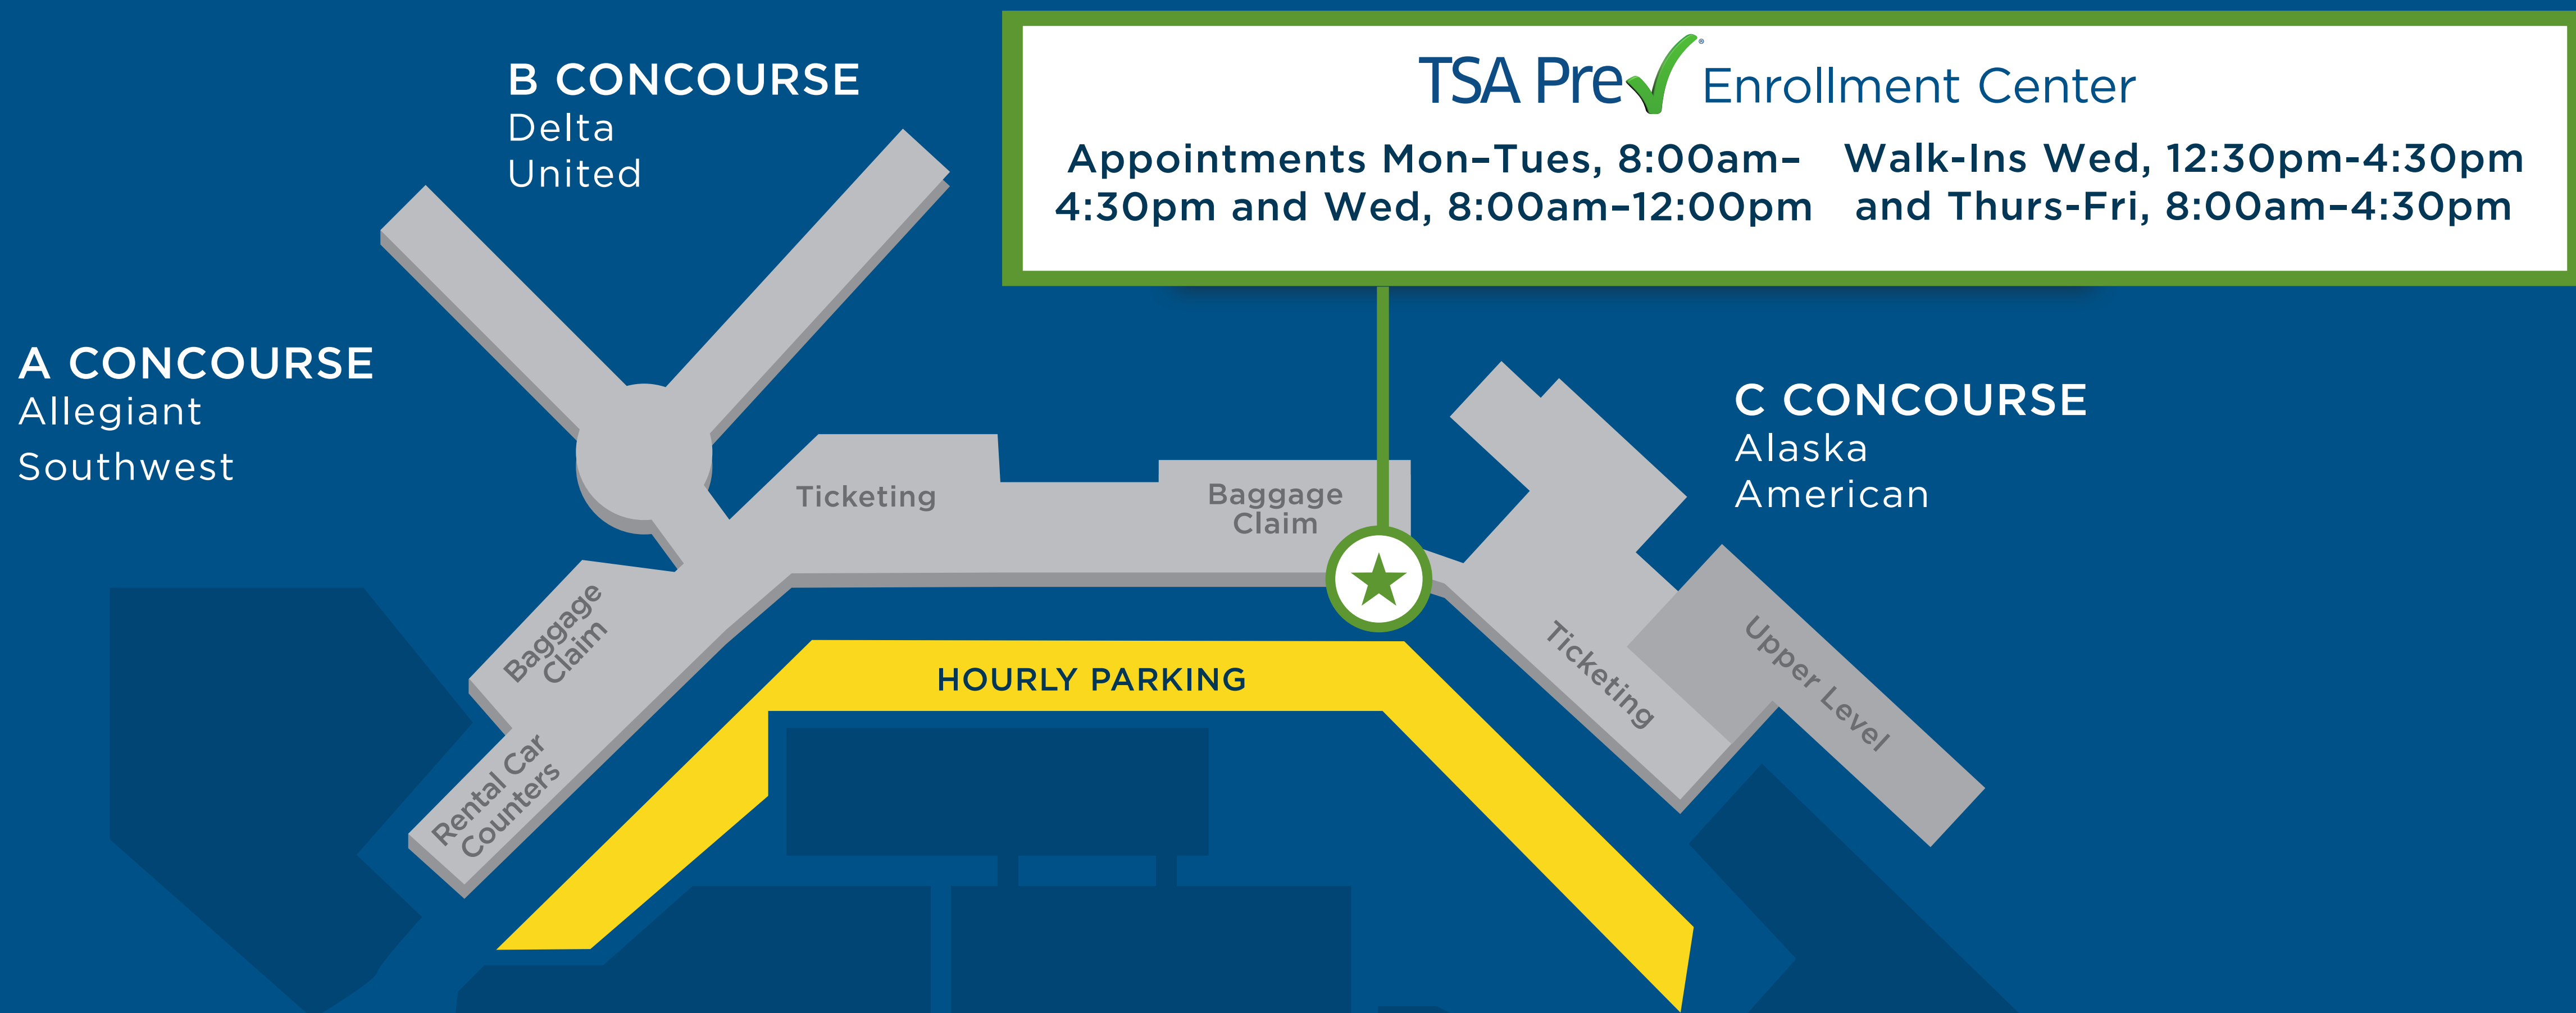 TSA Pre✓® Enrollment Center
Appointments Mon–Tues, 8:00am–
4:30pm and Wed, 8:00am–12:00pm
Walk-Ins Wed, 12:30pm-4:30pm
and Thurs-Fri, 8:00am–4:30pm
B CONCOURSE
Delta
United
A CONCOURSE
Allegiant
Southwest
C CONCOURSE
Alaska
American
Ticketing
Baggage
Claim
Baggage
Claim
Rental Car
Counters
Ticketing
Upper Level
HOURLY PARKING